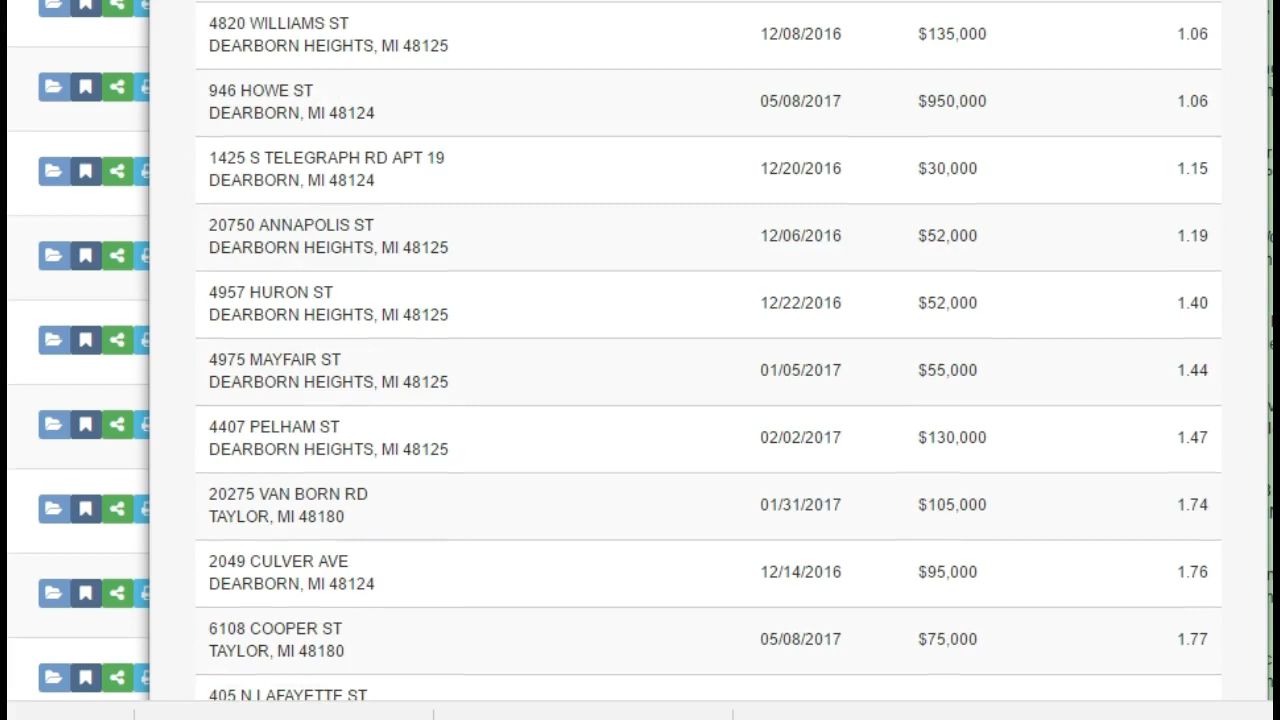 4820 WILLIAMS ST
DEARBORN HEIGHTS, MI 48125
12/08/2016 $135,000 1.06
946 HOWE ST
DEARBORN, MI 48124
05/08/2017 $950,000 1.06
1425 S TELEGRAPH RD APT 19
DEARBORN, MI 48124
12/20/2016 $30,000 1.15
20750 ANNAPOLIS ST
DEARBORN HEIGHTS, MI 48125
12/06/2016 $52,000 1.19
4957 HURON ST
DEARBORN HEIGHTS, MI 48125
12/22/2016 $52,000 1.40
4975 MAYFAIR ST
DEARBORN HEIGHTS, MI 48125
01/05/2017 $55,000 1.44
4407 PELHAM ST
DEARBORN HEIGHTS, MI 48125
02/02/2017 $130,000 1.47
20275 VAN BORN RD
TAYLOR, MI 48180
01/31/2017 $105,000 1.74
2049 CULVER AVE
DEARBORN, MI 48124
12/14/2016 $95,000 1.76
6108 COOPER ST
TAYLOR, MI 48180
05/08/2017 $75,000 1.77
405 N LAFAYETTE ST